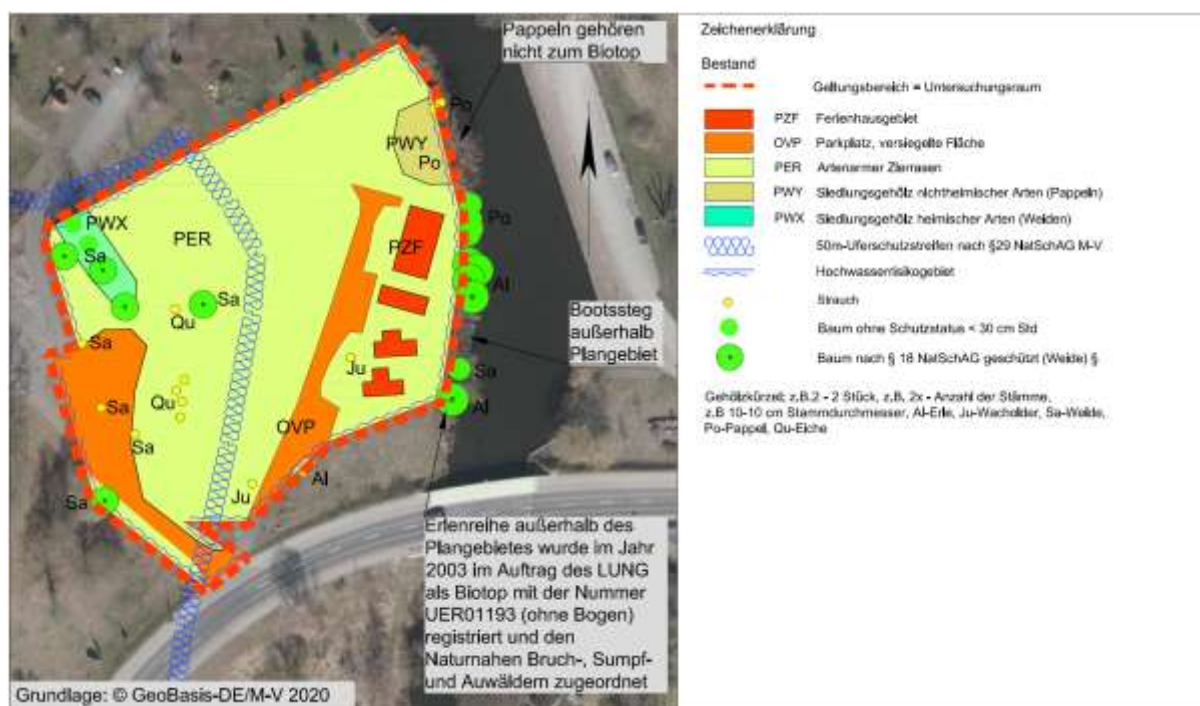 Pappeln gehören
nicht zum Biotop
Po
PWY
Po
PWX
PER
Sa
PZF
Po
Al
Sa
Qu
Bootssteg
außerhalb
Plangebiet
Sa
Ju
Sa
Sa
Qu
Al
Sa
OVP
Sa
Ju
Al
Erlenreihe außerhalb des
Plangebietes wurde im Jahr
2003 im Auftrag des LUNG
als Biotop mit der Nummer
UER01193 (ohne Bogen)
registriert und den
Naturnahen Bruch-, Sumpf-
und Auwäldern zugeordnet
Grundlage: © GeoBasis-DE/M-V 2020
Zeichenerklärung
Bestand
Geltungsbereich = Untersuchungsraum
PZF Ferienhausgebiet
OVP Parkplatz, versiegelte Fläche
PER Artenarmer Zierrasen
PWY Siedlungsgehölz nichtheimischer Arten (Pappeln)
PWX Siedlungsgehölz heimischer Arten (Weiden)
50m-Uferschutzstreifen nach §29 NatSchAG M-V
Hochwasserrisikogebiet
Strauch
Baum ohne Schutzstatus < 30 cm Std
Baum nach § 18 NatSchAG geschützt (Weide) §
Gehölzkürzel; z.B.2 - 2 Stück, z.B. 2x - Anzahl der Stämme,
z.B 10-10 cm Stammdurchmesser, Al-Erle, Ju-Wacholder, Sa-Weide,
Po-Pappel, Qu-Eiche